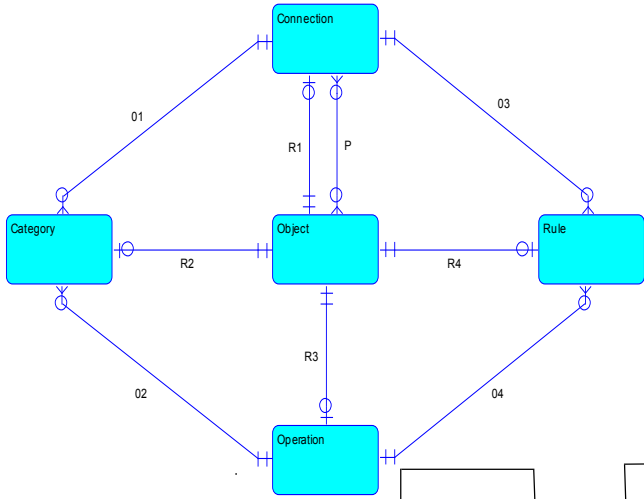 Connection
01
03
R1
P
Category
Object
Rule
R2
R4
R3
02
04
Operation